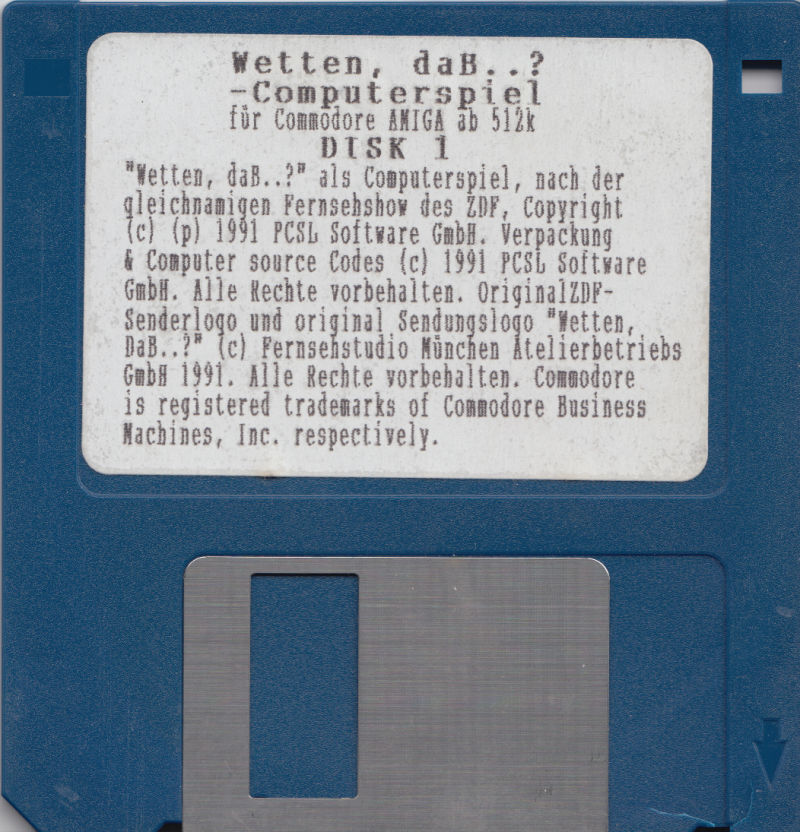 Wetten, daß..?
-Computerspiel
für Commodore AMIGA ab 512k
DISK 1
"Wetten, daß..?" als Computerspiel, nach der
gleichnamigen Fernsehshow des ZDF, Copyright
(c) (p) 1991 PCSL Software GmbH. Verpackung
& Computer source Codes (c) 1991 PCSL Software
GmbH. Alle Rechte vorbehalten. OriginalZDF-
Senderlogo und original Sendungslogo "Wetten,
Daß..?" (c) Fernsehstudio München Atelierbetriebs
GmbH 1991. Alle Rechte vorbehalten. Commodore
is registered trademarks of Commodore Business
Machines, Inc. respectively.